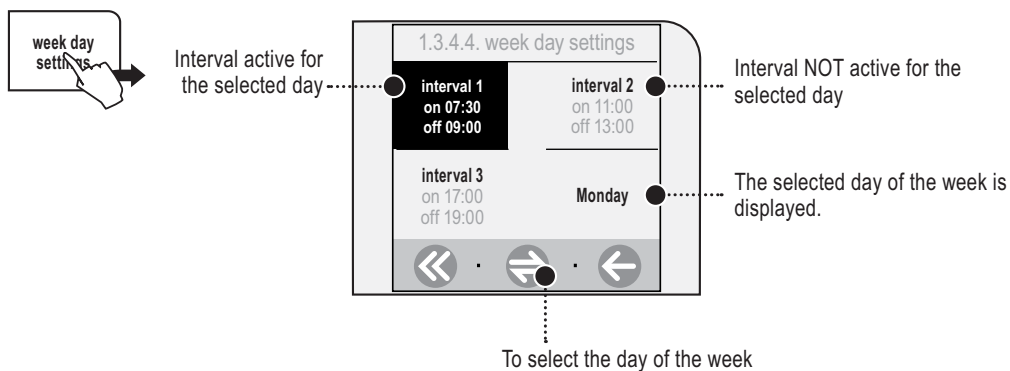 week day
settings
Interval active for
the selected day
1.3.4.4. week day settings
interval 1
on 07:30
off 09:00
interval 2
on 11:00
off 13:00
Interval NOT active for the
selected day
interval 3
on 17:00
off 19:00
Monday
The selected day of the week is
displayed.
To select the day of the week